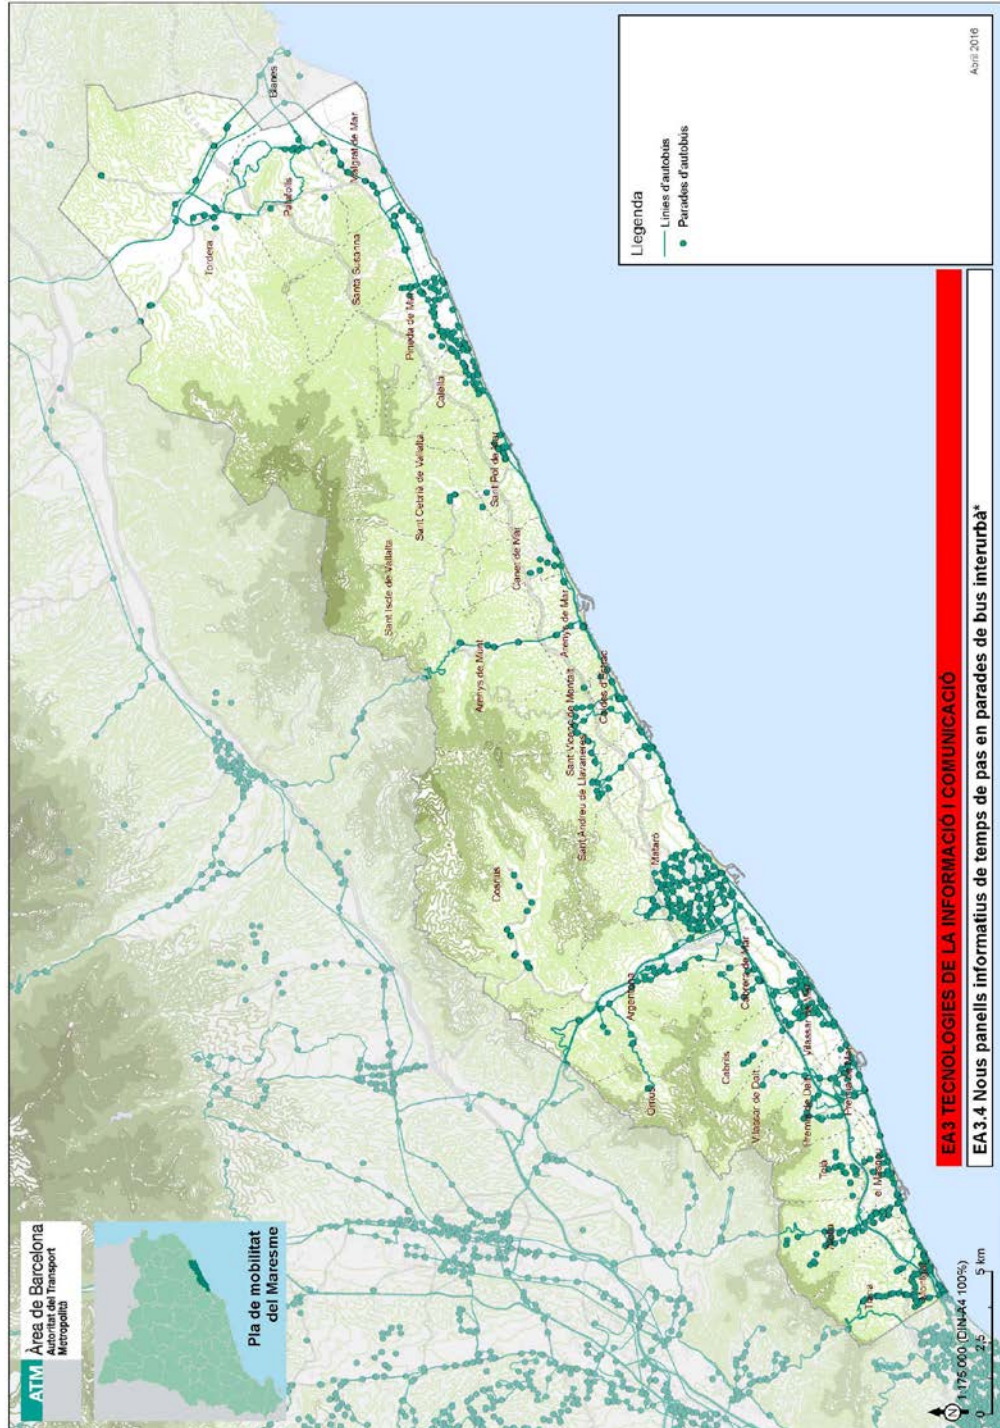 ATM
Àrea de Barcelona
Autoritat del Transport
Metropolità
Pla de mobilitat
del Maresme
Blanes
Malgrat de Mar
Palafolls
Tordera
Santa Susanna
Pineda de Mar
Calella
Sant Cebrià de Vallalta
Sant Pol de Mar
Sant Iscle de Vallalta
Canet de Mar
Arenys de Mar
Arenys de Munt
Sant Vicenç de Montalt
Caldes d'Estrac
Sant Andreu de Llavaneres
Mataró
Dosrius
Argentona
Cabrera de Mar
Òrrius
Cabrils
Vilassar de Dalt
Vilassar de Mar
Premià de Dalt
Premià de Mar
Teià
el Masnou
Alella
Tiana
Montgat
Llegenda
Línies d'autobús
Parades d'autobús
Abril 2016
EA3 TECNOLOGIES DE LA INFORMACIÓ I COMUNICACIÓ
EA3.4 Nous panells informatius de temps de pas en parades de bus interurbà*
N
1:175.000 (DIN-A4 100%)
0 2,5 5 km